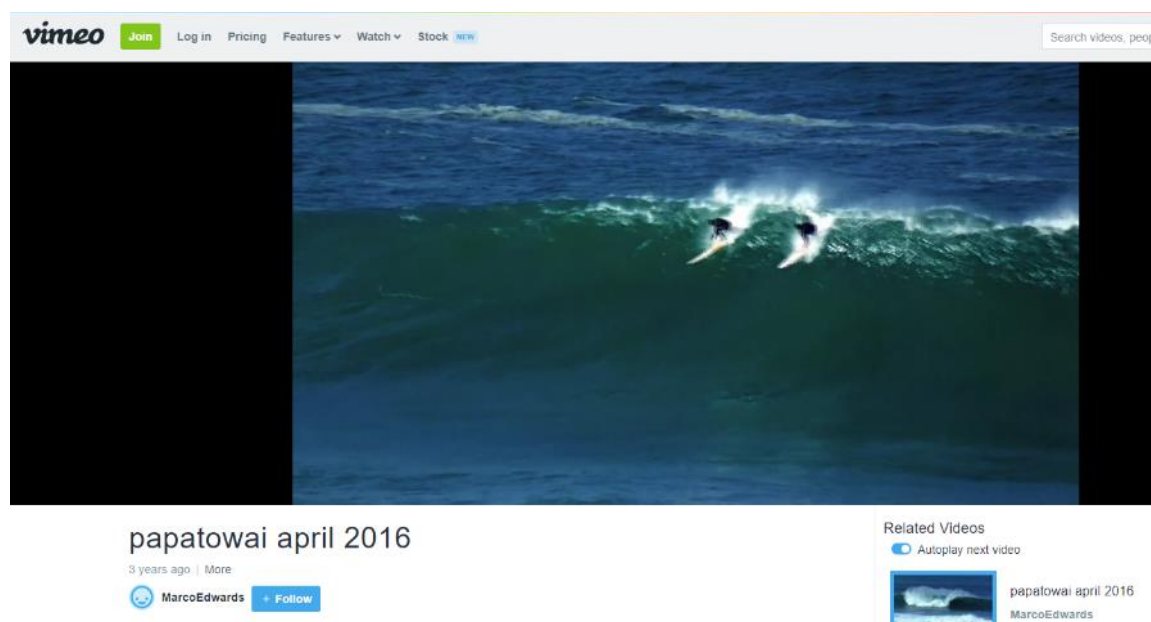 vimeo Join Log in Pricing Features Watch Stock NEW
papatowai april 2016
3 years ago | More
MarcoEdwards + Follow
Related Videos
Autoplay next video
papatowai april 2016
MarcoEdwards
Search videos,